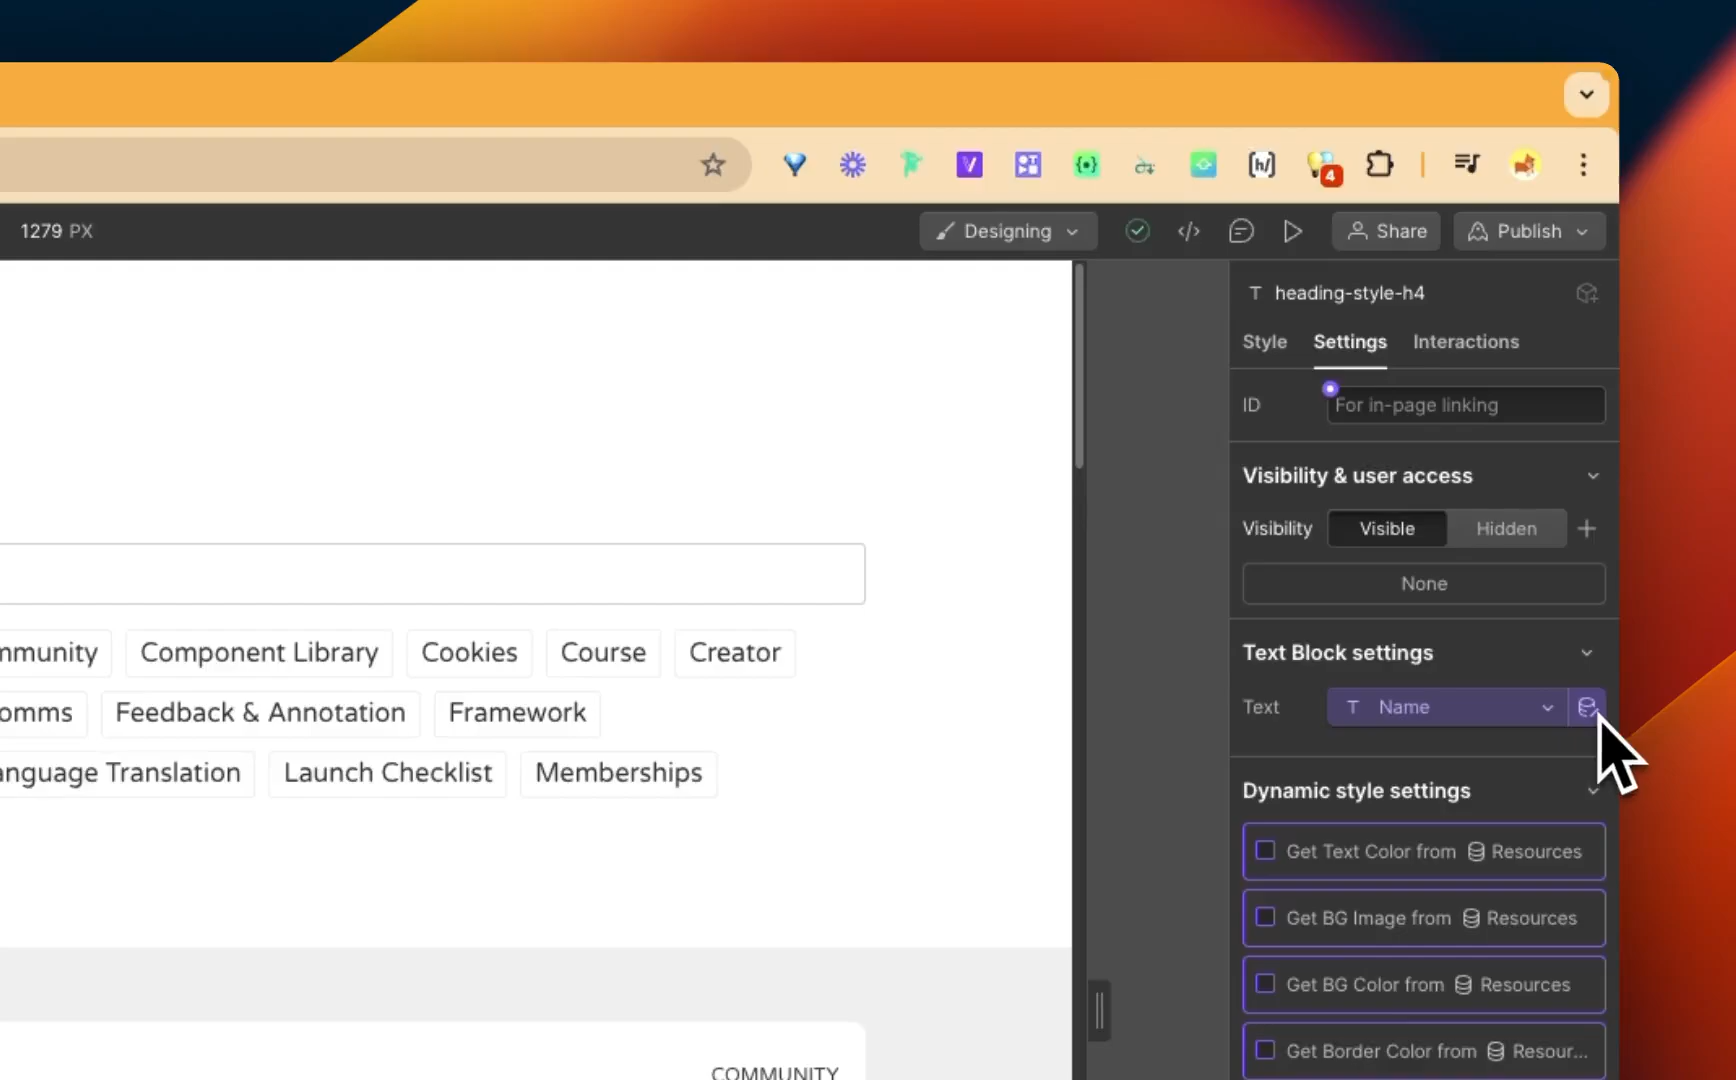 4
1279 PX
Designing
Share
Publish
heading-style-h4
Style
Settings
Interactions
ID
For in-page linking
Visibility & user access
Visibility
Visible
Hidden
None
mmunity
Component Library
Cookies
Course
Creator
Text Block settings
omms
Feedback & Annotation
Framework
Text
T Name
anguage Translation
Launch Checklist
Memberships
Dynamic style settings
Get Text Color from Resources
Get BG Image from Resources
Get BG Color from Resources
Get Border Color from Resour...
COMMUNITY